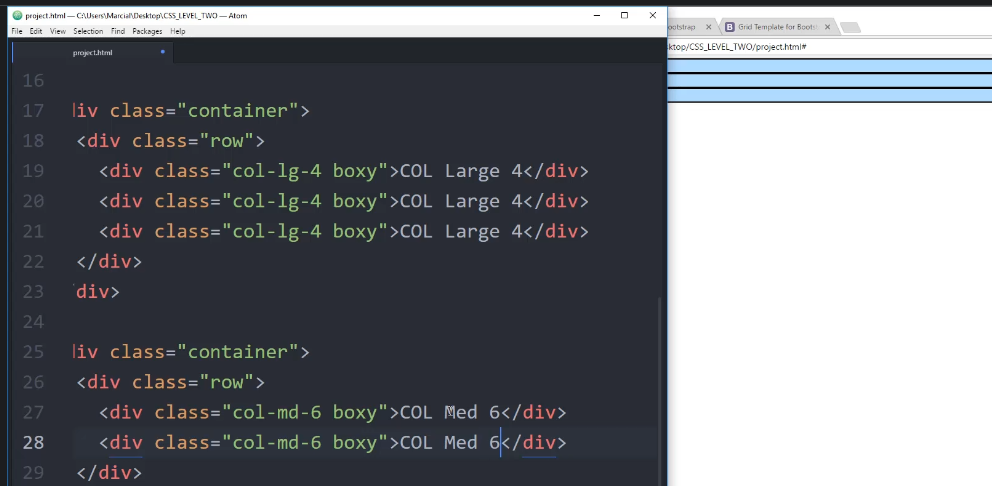 project.html — C:\Users\Marcial\Desktop\CSS_LEVEL_TWO — Atom
File Edit View Selection Find Packages Help
project.html
ootstrap
Grid Template for Bootst
ktop/CSS_LEVEL_TWO/project.html#
16
17 iv class="container">
18 <div class="row">
19 <div class="col-lg-4 boxy">COL Large 4</div>
20 <div class="col-lg-4 boxy">COL Large 4</div>
21 <div class="col-lg-4 boxy">COL Large 4</div>
22 </div>
23 div>
24
25 iv class="container">
26 <div class="row">
27 <div class="col-md-6 boxy">COL Med 6</div>
28 <div class="col-md-6 boxy">COL Med 6</div>
29 </div>